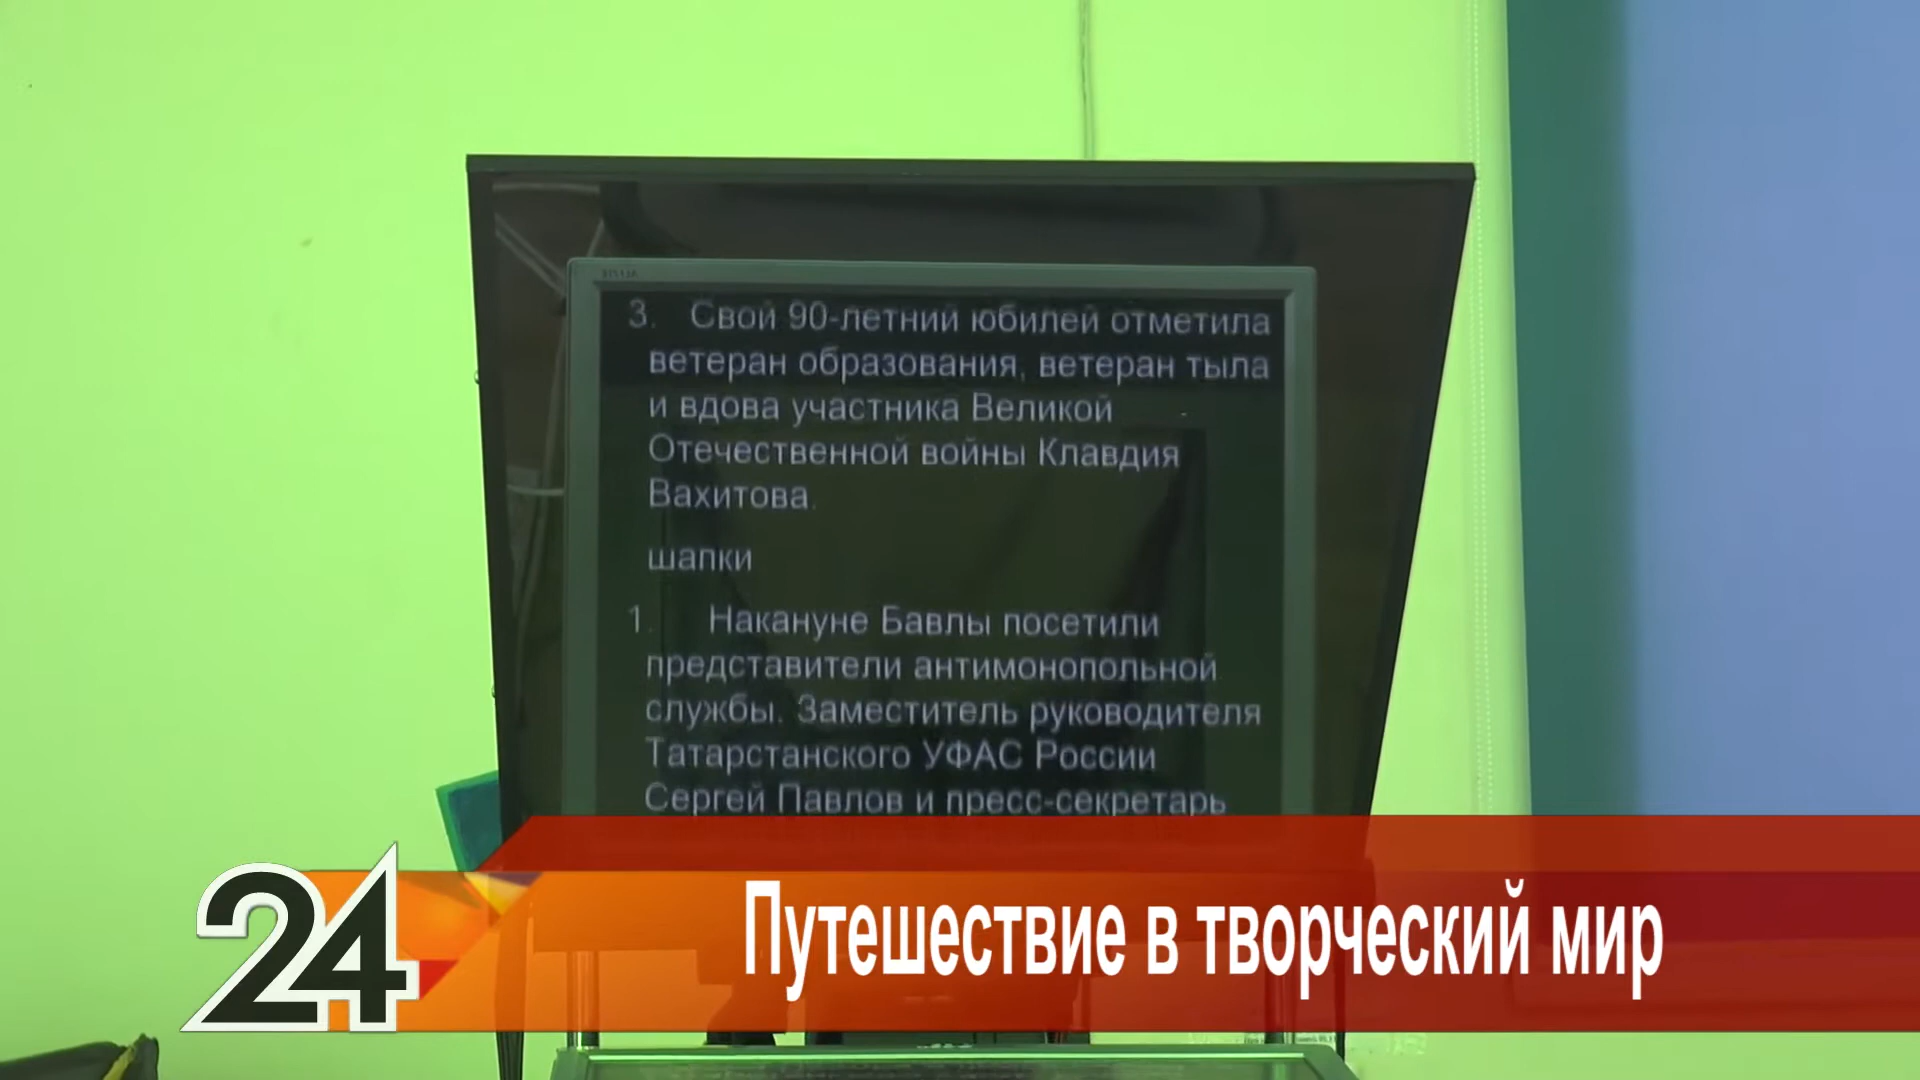 3. Свой 90-летний юбилей отметила
ветеран образования, ветеран тыла
и вдова участника Великой
Отечественной войны Клавдия
Вахитова.
шапки
1. Накануне Бавлы посетили
представители антимонопольной
службы. Заместитель руководителя
Татарстанского УФАС России
Сергей Павлов и пресс-секретарь
24
Путешествие в творческий мир